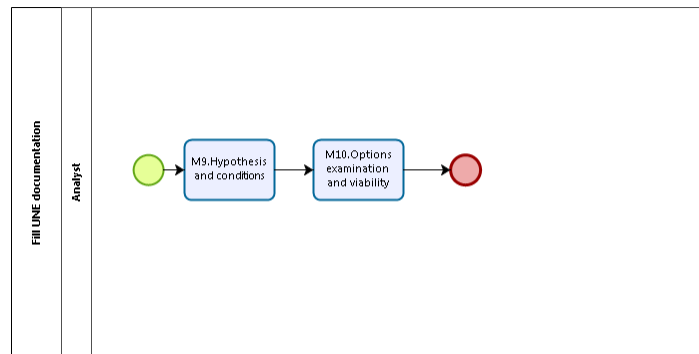 Fill UNE documentation
Analyst
M9.Hypothesis
and conditions
M10.Options
examination
and viability